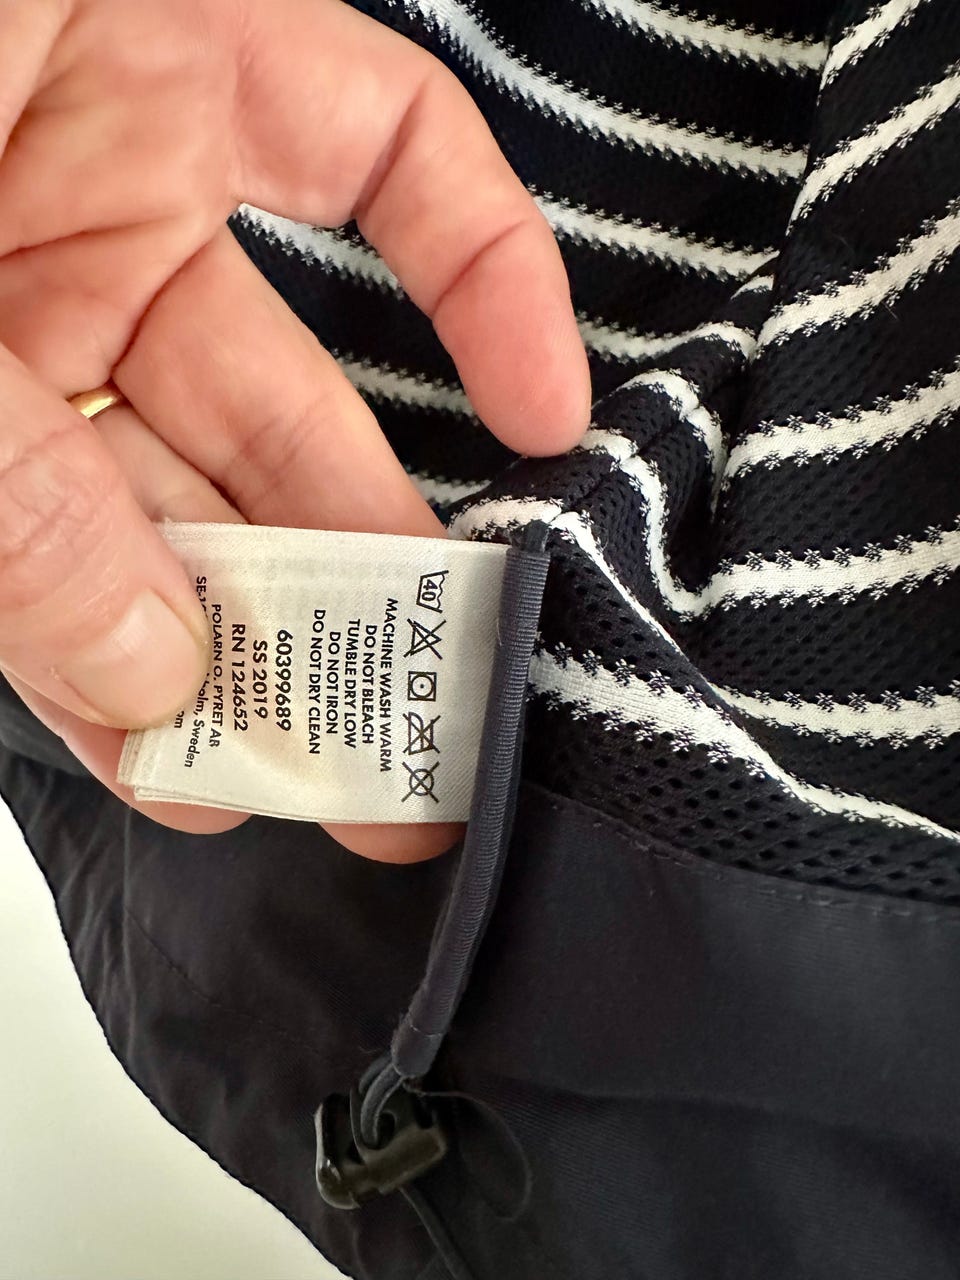 40
MACHINE WASH WARM
DO NOT BLEACH
TUMBLE DRY LOW
DO NOT IRON
DO NOT DRY CLEAN
60399689
SS 2019
RN 124652
POLARN O. PYRET AB
Sweden